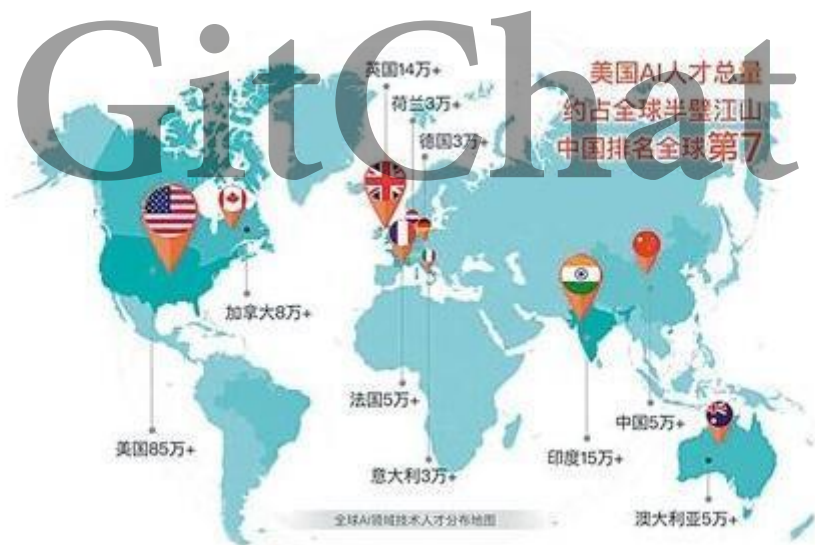 GitChat
英国14万+
荷兰3万+
德国3万+
美国AI人才总量
约占全球半壁江山
中国排名全球第7
加拿大8万+
法国5万+
中国5万+
美国85万+
印度15万+
意大利3万+
澳大利亚5万+
全球AI领域技术人才分布地图